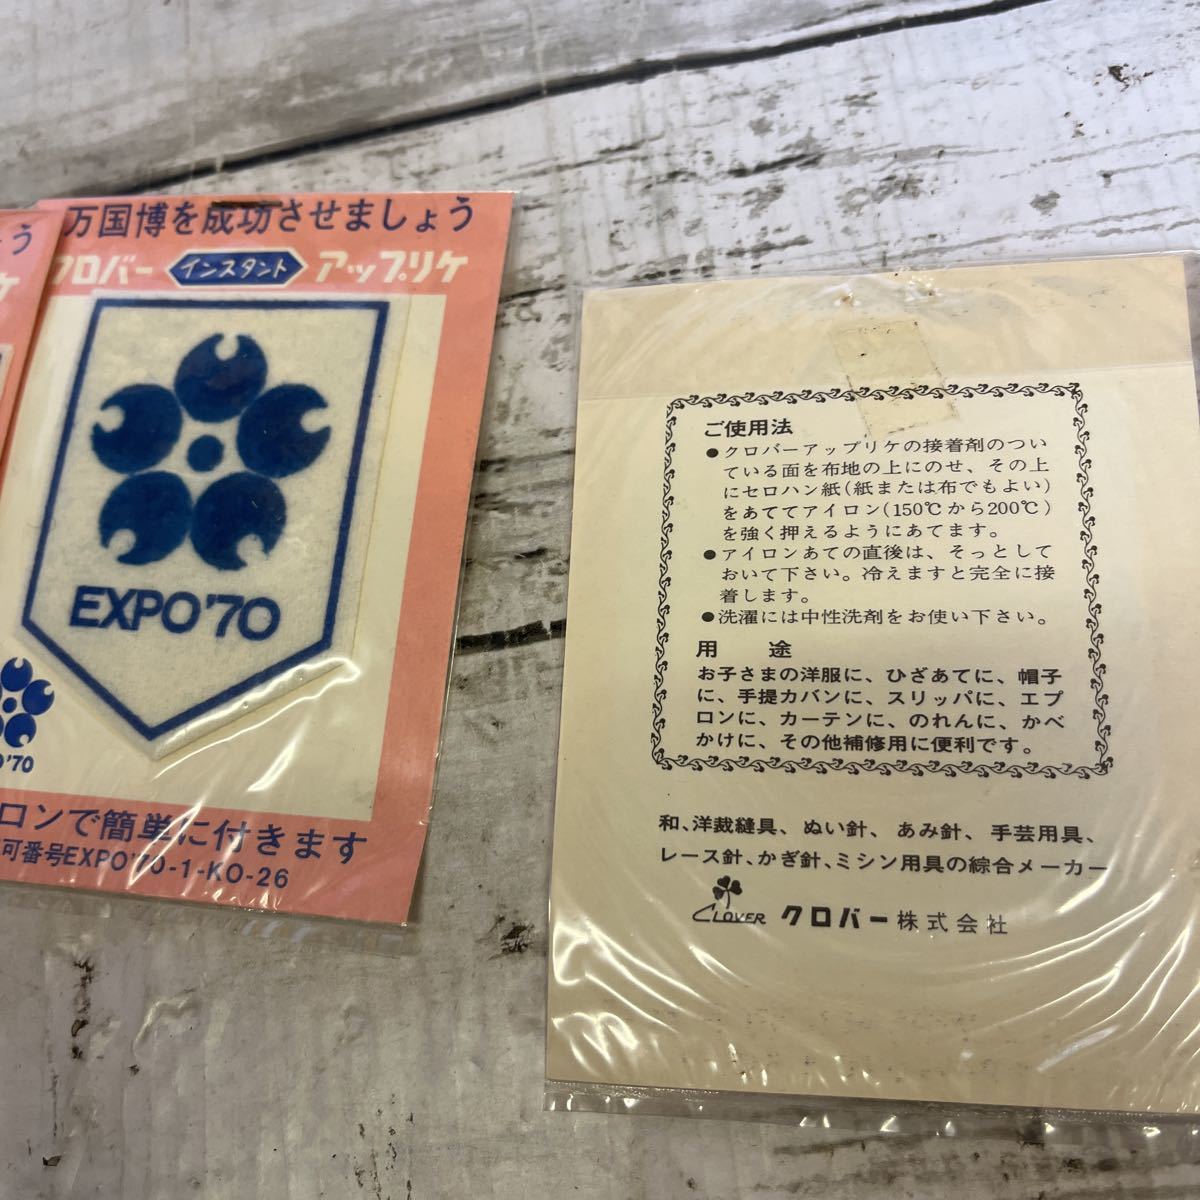 う
ケ
万国博を成功させましょう
クロバー インスタント アップリケ
EXPO'70
'70
ロンで簡単に付きます
可番号EXPO'70-1-KO-26
ご使用法
●クロバーアップリケの接着剤のつい
ている面を布地の上にのせ、その上
にセロハン紙(紙または布でもよい)
をあててアイロン(150℃から200℃)
を強く押えるようにあてます。
●アイロンあての直後は、そっとして
おいて下さい。冷えますと完全に接
着します。
●洗濯には中性洗剤をお使い下さい。
用 途
お子さまの洋服に、ひざあてに、帽子
に、手提カバンに、スリッパに、エプ
ロンに、カーテンに、のれんに、かべ
かけに、その他補修用に便利です。
和、洋裁縫具、ぬい針、あみ針、手芸用具、
レース針、かぎ針、ミシン用具の綜合メーカー
CLOVER クロバー株式会社